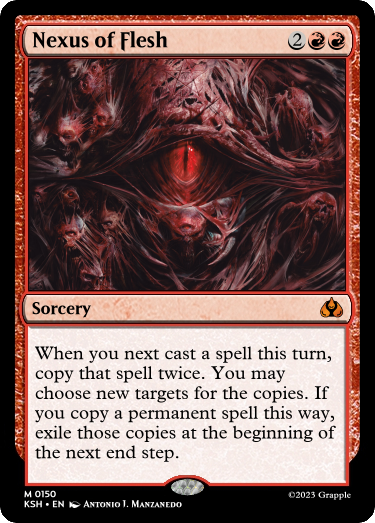 Nexus of Flesh 2
Sorcery
When you next cast a spell this turn,
copy that spell twice. You may
choose new targets for the copies. If
you copy a permanent spell this way,
exile those copies at the beginning of
the next end step.
M 0150
KSH • EN Antonio J. Manzanedo
©2023 Grapple